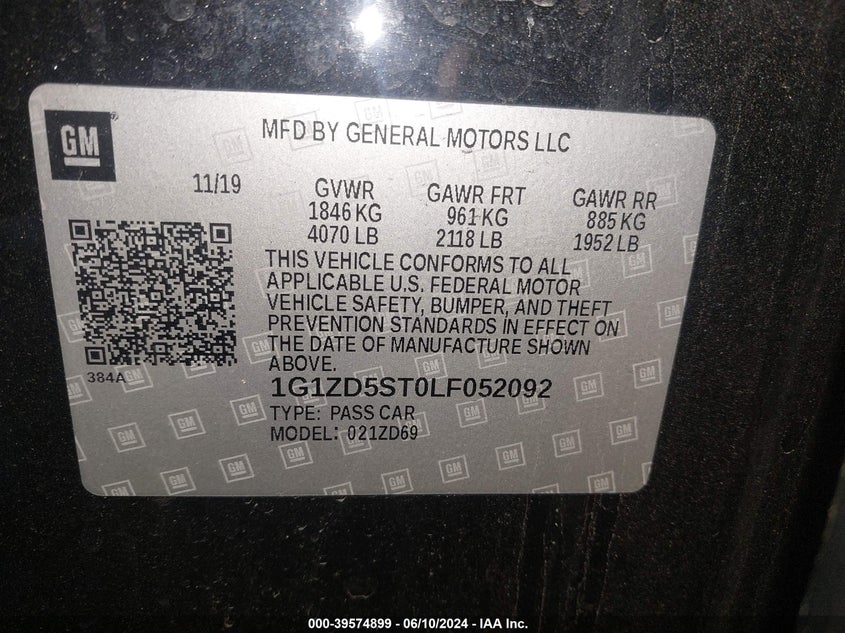 GM
MFD BY GENERAL MOTORS LLC
11/19
GVWR GAWR FRT GAWR RR
1846 KG 961 KG 885 KG
4070 LB 2118 LB 1952 LB
THIS VEHICLE CONFORMS TO ALL
APPLICABLE U.S. FEDERAL MOTOR
VEHICLE SAFETY, BUMPER, AND THEFT
PREVENTION STANDARDS IN EFFECT ON
THE DATE OF MANUFACTURE SHOWN
ABOVE.
384A
1G1ZD5ST0LF052092
TYPE: PASS CAR
MODEL: 021ZD69
000-39574899 - 06/10/2024 - IAA Inc.